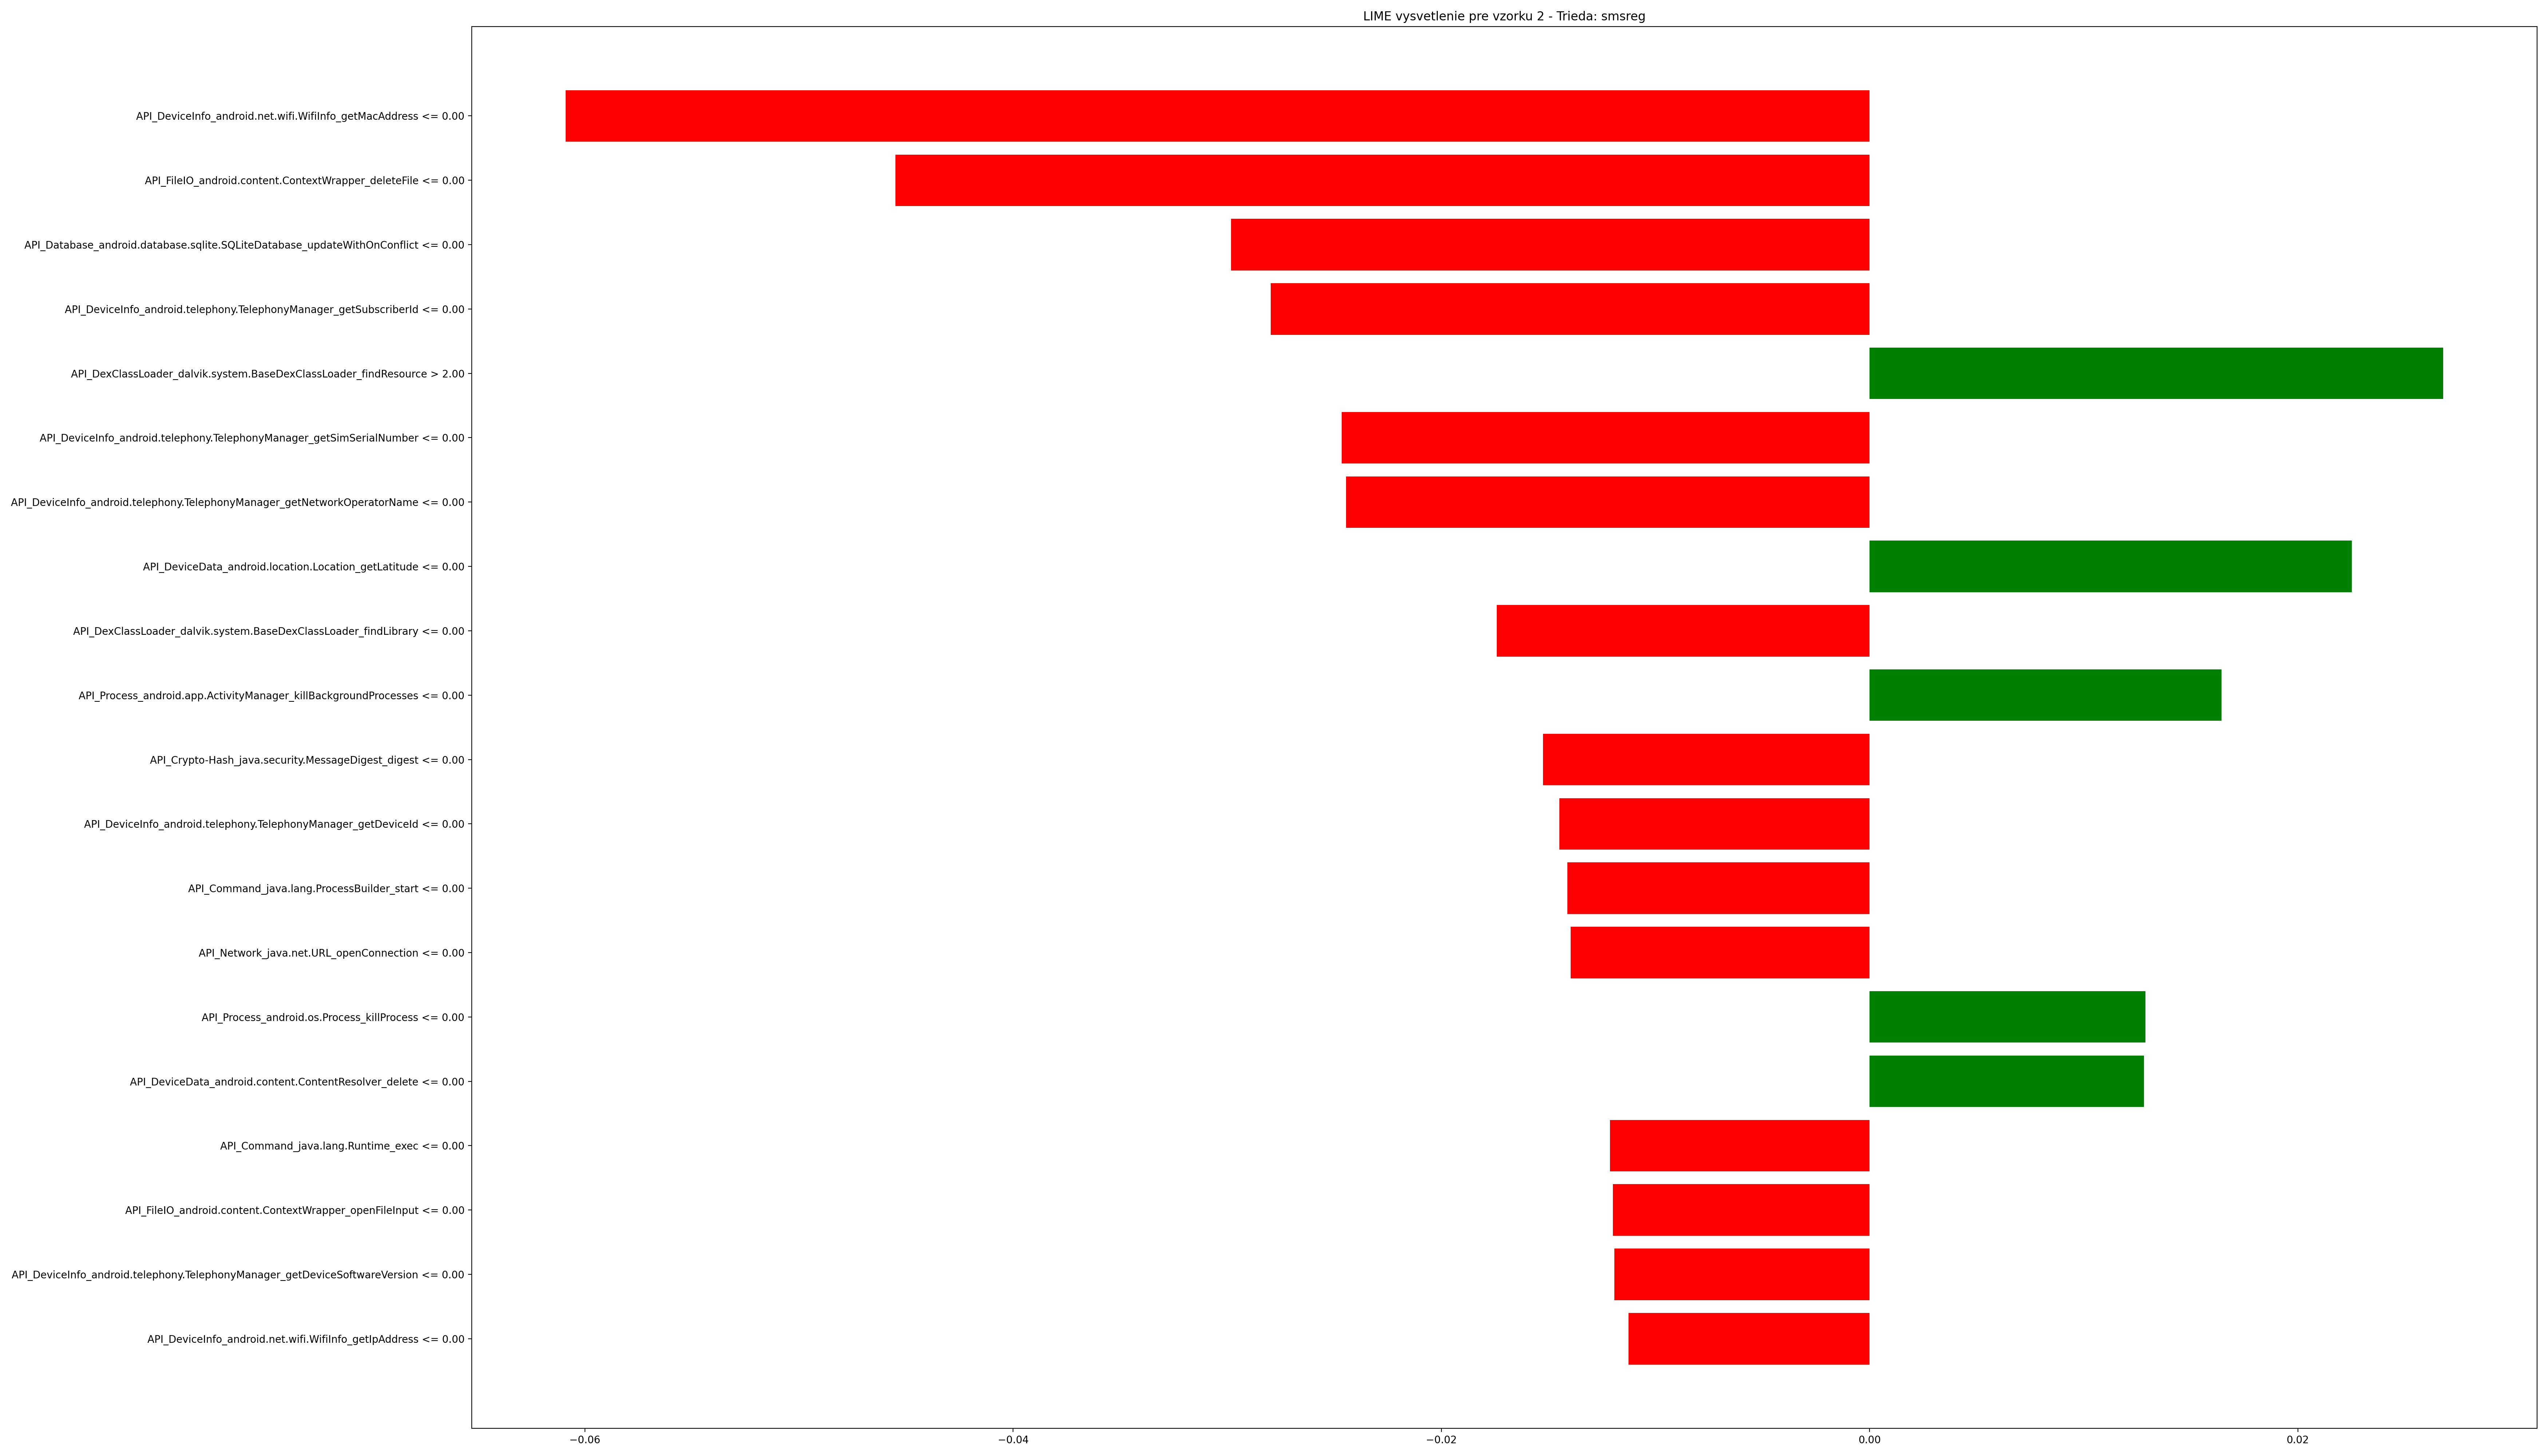 LIME vysvetlenie pre vzorku 2 - Trieda: smsreg
API_DeviceInfo_android.net.wifi.WifiInfo_getMacAddress <= 0.00
API_FileIO_android.content.ContextWrapper_deleteFile <= 0.00
API_Database_android.database.sqlite.SQLiteDatabase_updateWithOnConflict <= 0.00
API_DeviceInfo_android.telephony.TelephonyManager_getSubscriberId <= 0.00
API_DexClassLoader_dalvik.system.BaseDexClassLoader_findResource > 2.00
API_DeviceInfo_android.telephony.TelephonyManager_getSimSerialNumber <= 0.00
API_DeviceInfo_android.telephony.TelephonyManager_getNetworkOperatorName <= 0.00
API_DeviceData_android.location.Location_getLatitude <= 0.00
API_DexClassLoader_dalvik.system.BaseDexClassLoader_findLibrary <= 0.00
API_Process_android.app.ActivityManager_killBackgroundProcesses <= 0.00
API_Crypto-Hash_java.security.MessageDigest_digest <= 0.00
API_DeviceInfo_android.telephony.TelephonyManager_getDeviceId <= 0.00
API_Command_java.lang.ProcessBuilder_start <= 0.00
API_Network_java.net.URL_openConnection <= 0.00
API_Process_android.os.Process_killProcess <= 0.00
API_DeviceData_android.content.ContentResolver_delete <= 0.00
API_Command_java.lang.Runtime_exec <= 0.00
API_FileIO_android.content.ContextWrapper_openFileInput <= 0.00
API_DeviceInfo_android.telephony.TelephonyManager_getDeviceSoftwareVersion <= 0.00
API_DeviceInfo_android.net.wifi.WifiInfo_getIpAddress <= 0.00
−0.06 −0.04 −0.02 0.00 0.02